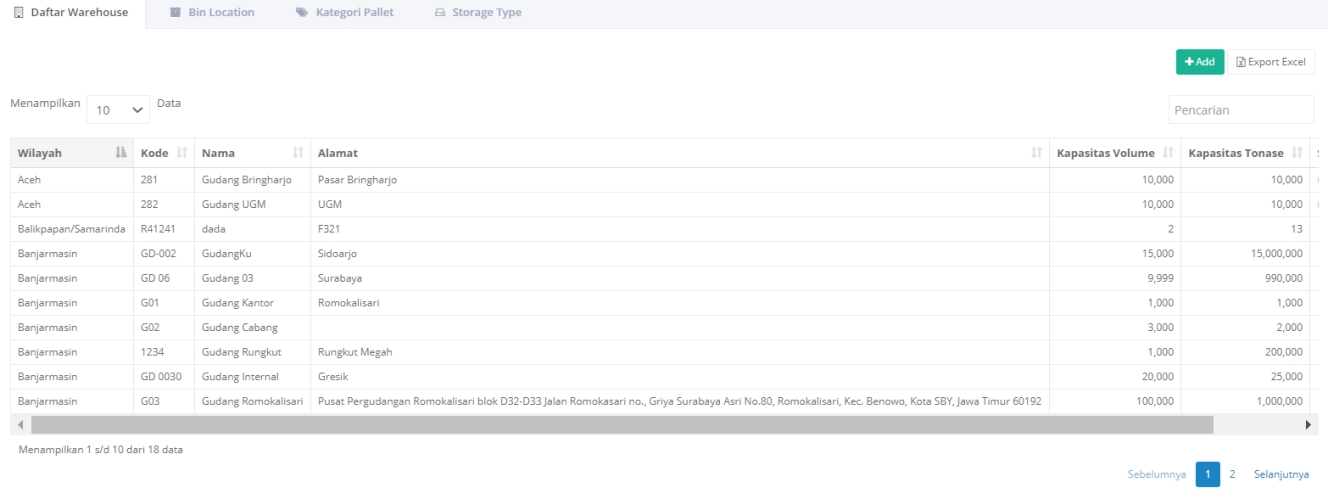 Daftar Warehouse Bin Location Kategori Pallet Storage Type
+Add Export Excel
Menampilkan 10 Data Pencarian
Wilayah Kode Nama Alamat Kapasitas Volume Kapasitas Tonase
Aceh 281 Gudang Bringharjo Pasar Bringharjo 10,000 10,000
Aceh 282 Gudang UGM UGM 10,000 10,000
Balikpapan/Samarinda R41241 dada F321 2 13
Banjarmasin GD-002 GudangKu Sidoarjo 15,000 15,000,000
Banjarmasin GD 06 Gudang 03 Surabaya 9,999 990,000
Banjarmasin G01 Gudang Kantor Romokalisari 1,000 1,000
Banjarmasin G02 Gudang Cabang 3,000 2,000
Banjarmasin 1234 Gudang Rungkut Rungkut Megah 1,000 200,000
Banjarmasin GD 0030 Gudang Internal Gresik 20,000 25,000
Banjarmasin G03 Gudang Romokalisari Pusat Pergudangan Romokalisari blok D32-D33 Jalan Romokasari no., Griya Surabaya Asri No.80, Romokalisari, Kec. Benowo, Kota SBY, Jawa Timur 60192 100,000 1,000,000
Menampilkan 1 s/d 10 dari 18 data
Sebelumnya 1 2 Selanjutnya